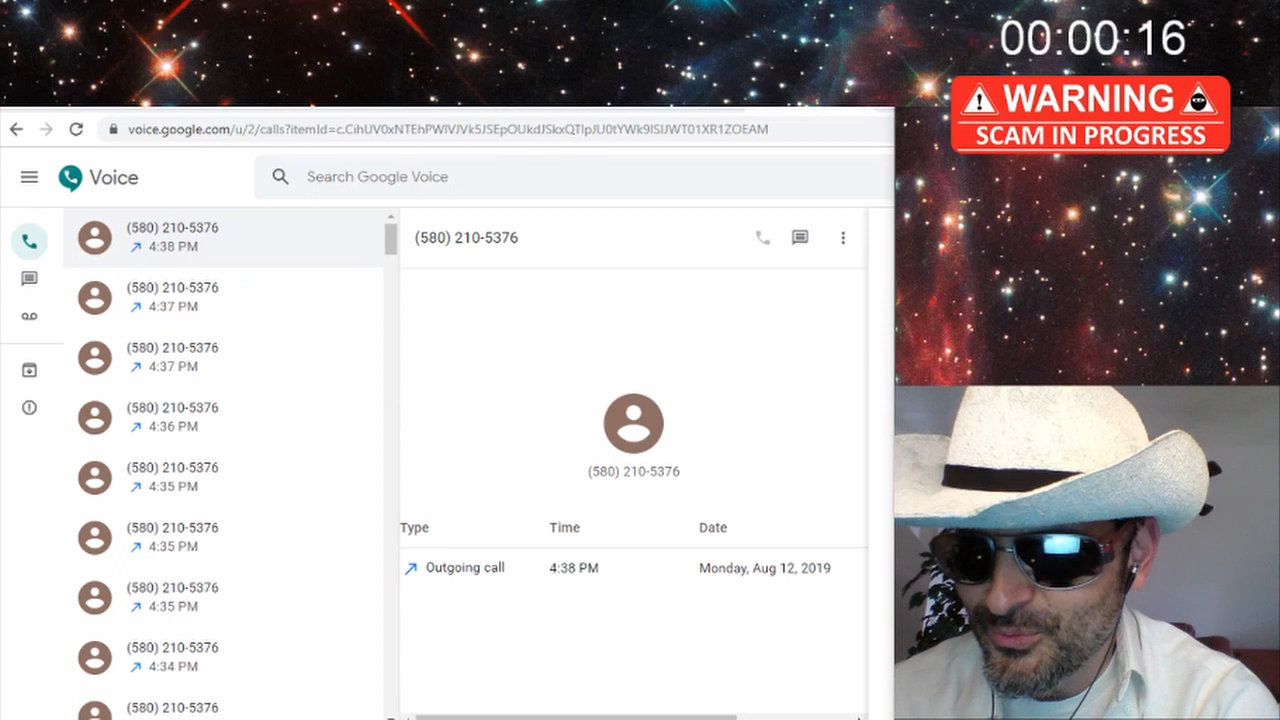 00:00:16
WARNING
SCAM IN PROGRESS
voice.google.com/u/2/calls?itemId=c.CihUV0xNTEhPWlVJVk5JSEpOUkdJSkxQTlpJU0tYWk9ISlJWT01XR1ZOEAM
Voice
Search Google Voice
(580) 210-5376
4:38 PM
(580) 210-5376
4:37 PM
(580) 210-5376
4:37 PM
(580) 210-5376
4:36 PM
(580) 210-5376
4:35 PM
(580) 210-5376
4:35 PM
(580) 210-5376
4:35 PM
(580) 210-5376
4:34 PM
(580) 210-5376
(580) 210-5376
(580) 210-5376
Type Time Date
Outgoing call 4:38 PM Monday, Aug 12, 2019